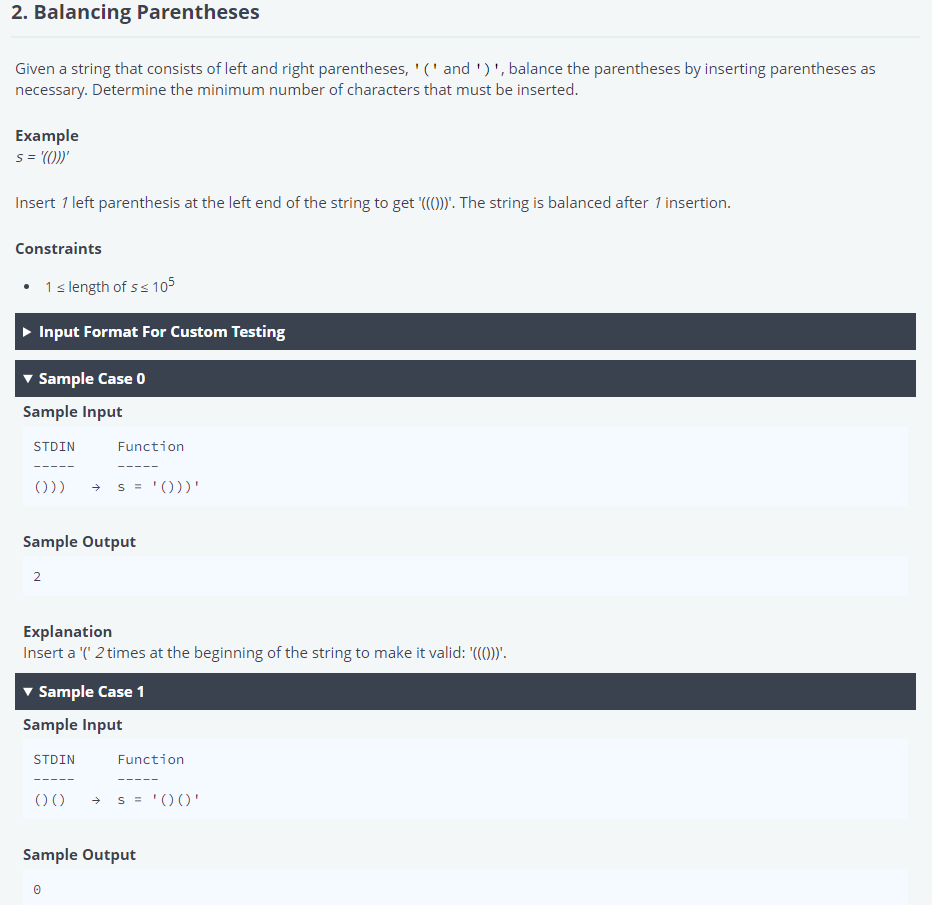 2. Balancing Parentheses
Given a string that consists of left and right parentheses, '(' and ')', balance the parentheses by inserting parentheses as
necessary. Determine the minimum number of characters that must be inserted.
Example
s = '(()))'
Insert 1 left parenthesis at the left end of the string to get '((()))'. The string is balanced after 1 insertion.
Constraints
• 1 ≤ length of s ≤ 10^5
▶ Input Format For Custom Testing
▼ Sample Case 0
Sample Input
STDIN Function
----- -----
())) → s = '()))'
Sample Output
2
Explanation
Insert a '(' 2 times at the beginning of the string to make it valid: '((()))'.
▼ Sample Case 1
Sample Input
STDIN Function
----- -----
()() → s = '()()'
Sample Output
0